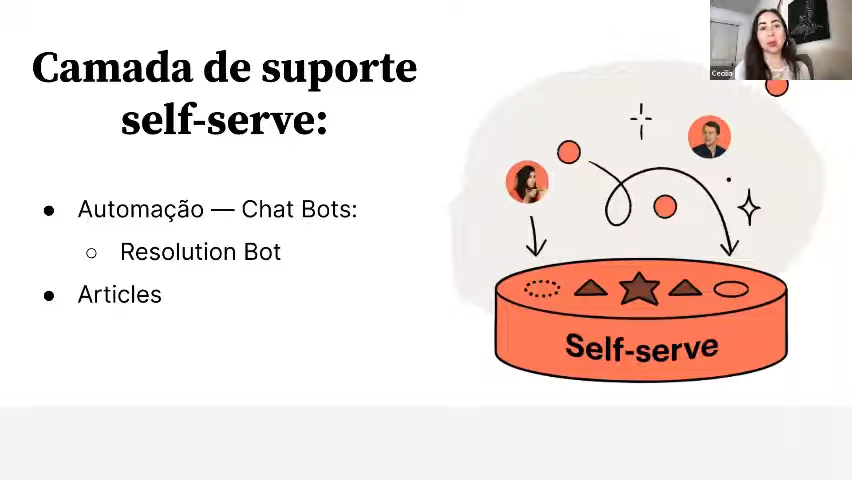 Camada de suporte
self-serve:
● Automação — Chat Bots:
○ Resolution Bot
● Articles
Self-serve
Cecilia